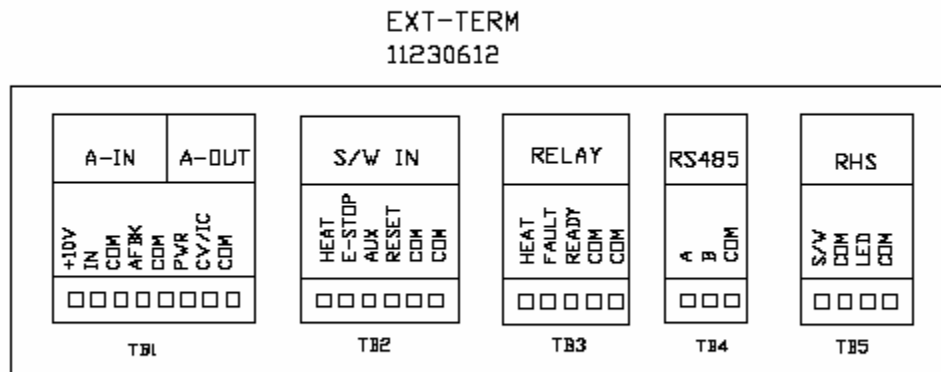 EXT-TERM
11230612
A-IN A-OUT S/W IN RELAY RS485 RHS
+10V IN COM AFBK COM PWR CV/IC COM
HEAT E-STOP AUX RESET COM COM
HEAT FAULT READY COM COM
A B COM
S/W COM LED COM
TB1 TB2 TB3 TB4 TB5